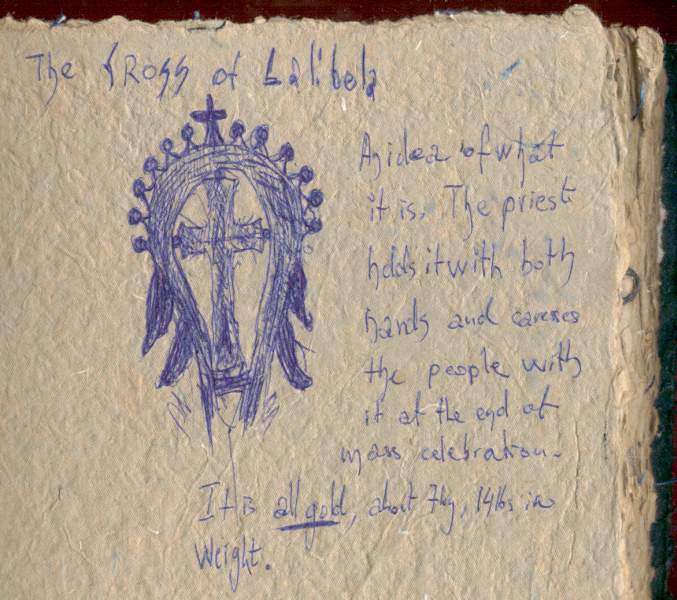 The CROSS of Lalibela
An idea of what
it is. The priest
holds it with both
hands and caresses
the people with
it at the end of
mass celebration.
It is all gold, about 7kg, 14lbs in
weight.